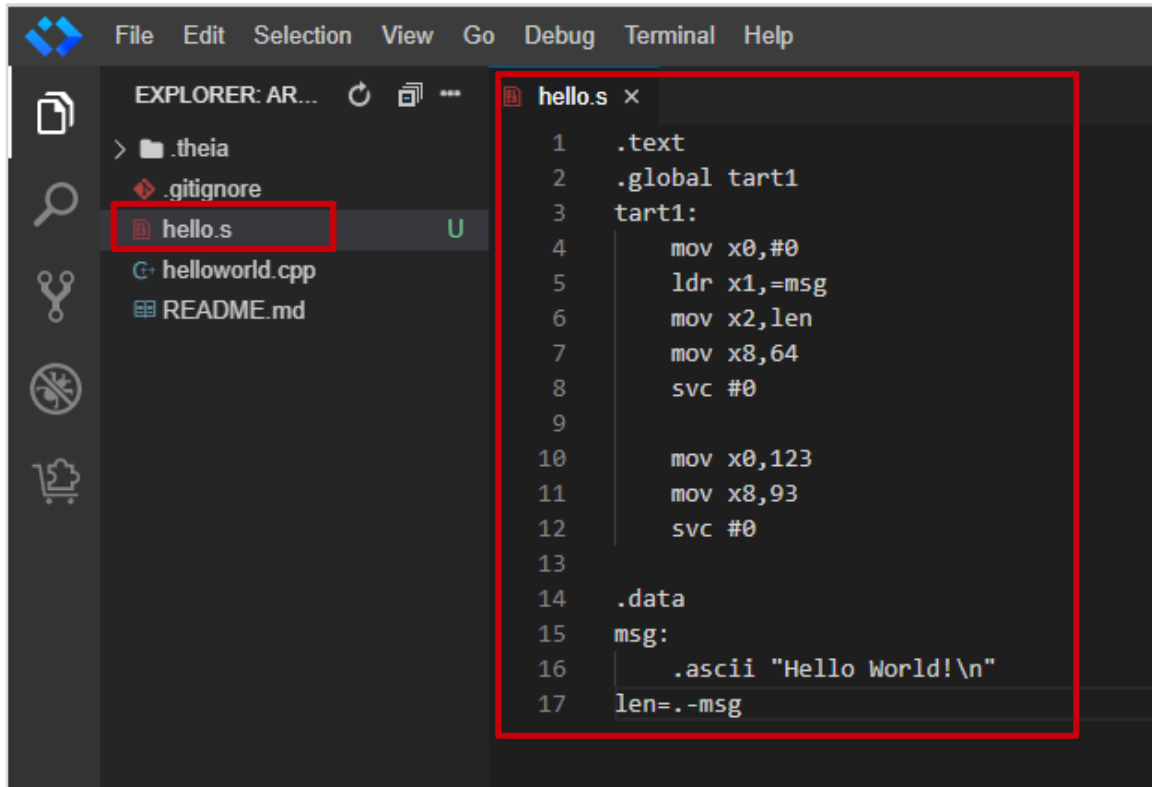 File Edit Selection View Go Debug Terminal Help
EXPLORER: AR...
.theia
.gitignore
hello.s U
helloworld.cpp
README.md
hello.s ×
1 .text
2 .global tart1
3 tart1:
4 mov x0,#0
5 ldr x1,=msg
6 mov x2,len
7 mov x8,64
8 svc #0
9
10 mov x0,123
11 mov x8,93
12 svc #0
13
14 .data
15 msg:
16 .ascii "Hello World!\n"
17 len=.-msg